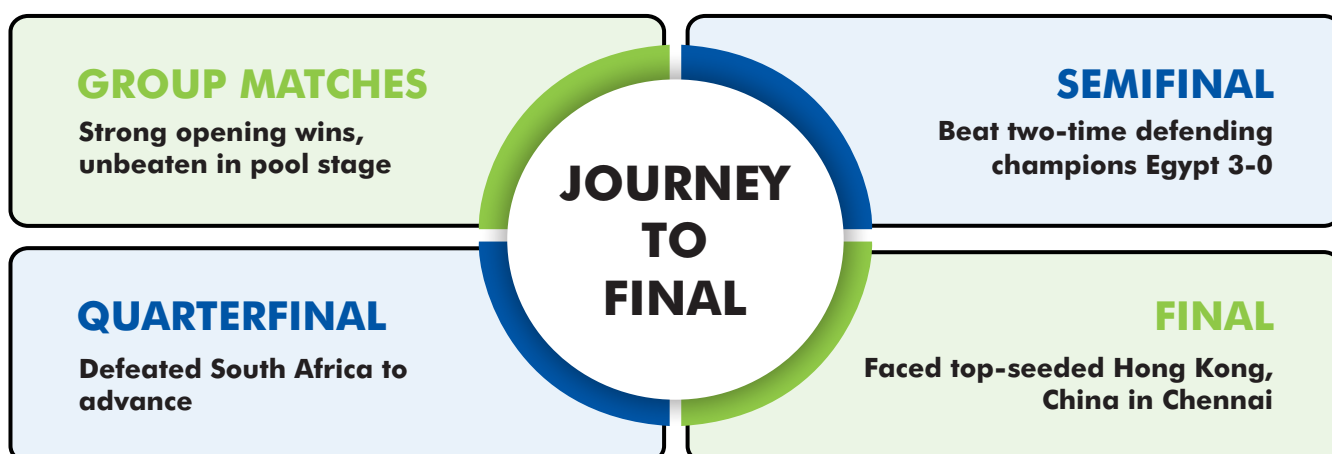 GROUP MATCHES
Strong opening wins,
unbeaten in pool stage
QUARTERFINAL
Defeated South Africa to
advance
JOURNEY
TO
FINAL
SEMIFINAL
Beat two-time defending
champions Egypt 3-0
FINAL
Faced top-seeded Hong Kong,
China in Chennai